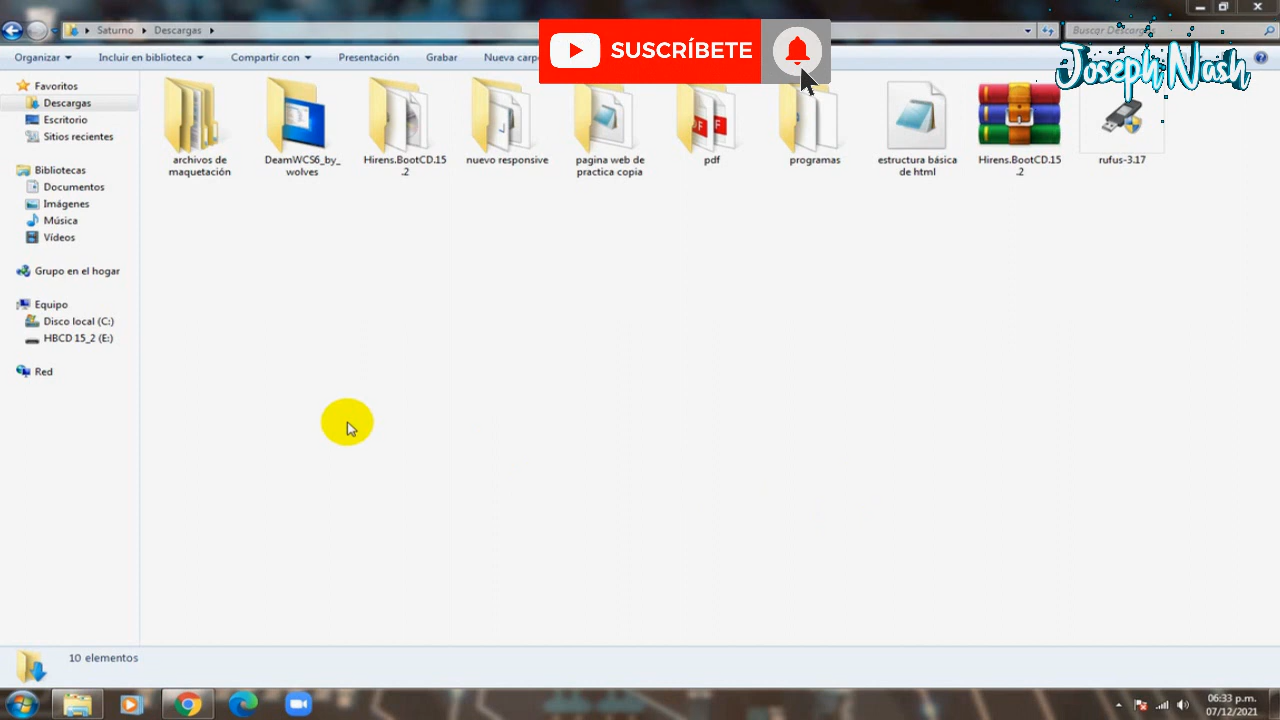 Saturno
Descargas
Buscar Descargas
SUSCRÍBETE
Joseph Nash
Organizar
Incluir en biblioteca
Compartir con
Presentación
Grabar
Favoritos
Descargas
Escritorio
Sitios recientes
Bibliotecas
Documentos
Imágenes
Música
Vídeos
Grupo en el hogar
Equipo
Disco local (C:)
HBCD 15_2 (E:)
Red
archivos de
maquetación
DeamWCS6_by_
wolves
Hirens.BootCD.15
.2
nuevo responsive
pagina web de
practica copia
pdf
programas
estructura básica
de html
Hirens.BootCD.15
.2
rufus-3.17
10 elementos
06:33 p.m.
07/12/2021